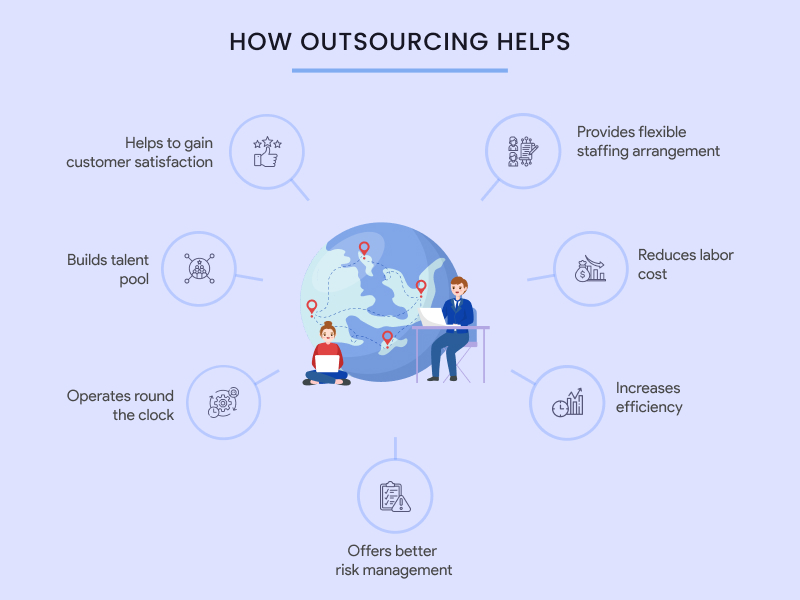 HOW OUTSOURCING HELPS
Helps to gain
customer satisfaction
Provides flexible
staffing arrangement
Builds talent
pool
Reduces labor
cost
Operates round
the clock
Increases
efficiency
Offers better
risk management